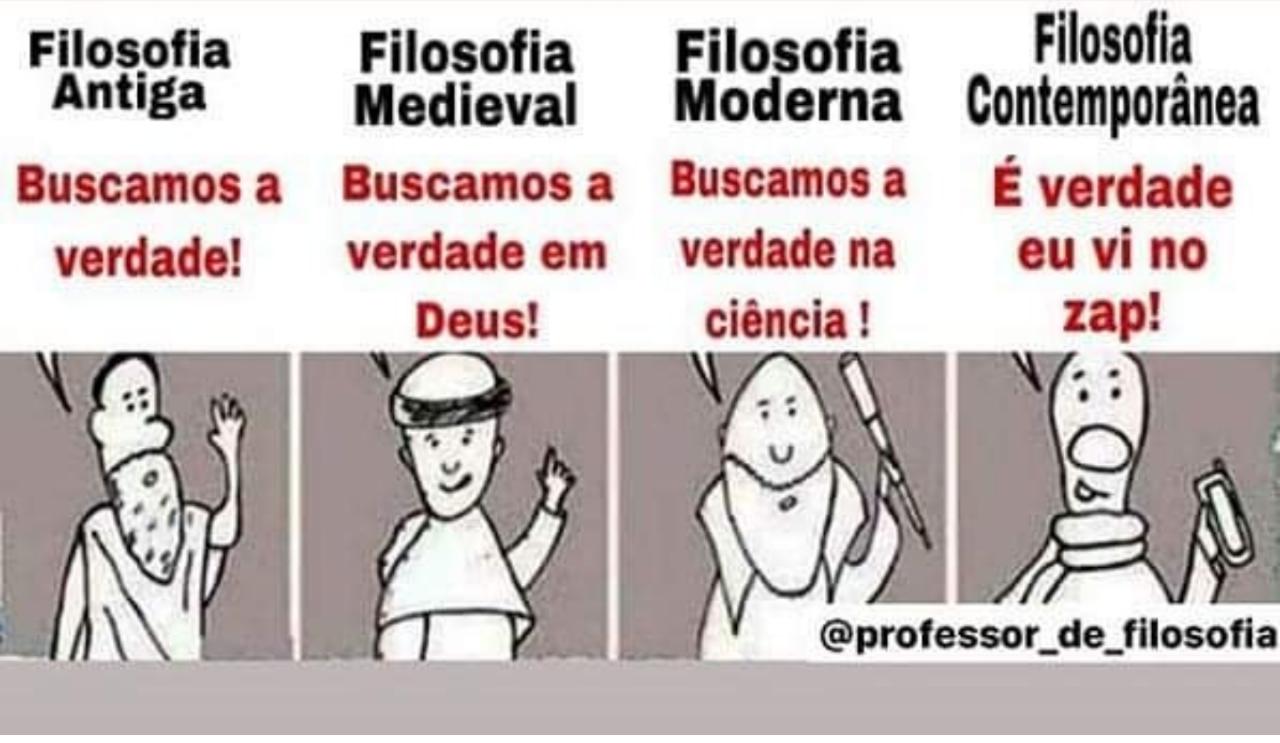 Filosofia
Antiga
Buscamos a
verdade!
Filosofia
Medieval
Buscamos a
verdade em
Deus!
Filosofia
Moderna
Buscamos a
verdade na
ciência !
Filosofia
Contemporânea
É verdade
eu vi no
zap!
@professor_de_filosofia